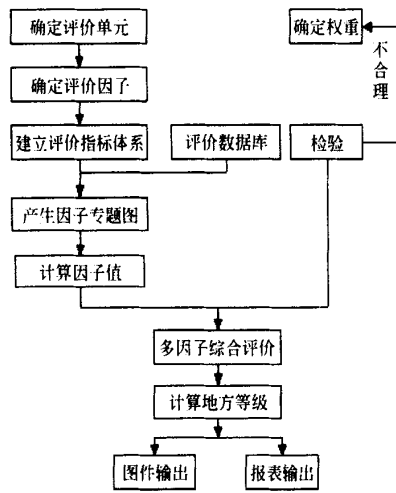 确定评价单元
确定权重
不合理
确定评价因子
建立评价指标体系
评价数据库
检验
产生因子专题图
计算因子值
多因子综合评价
计算地方等级
图件输出
报表输出